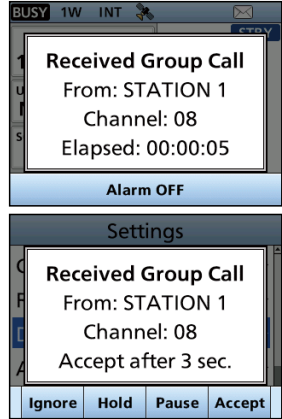 BUSY 1W INT
STBY
Received Group Call
From: STATION 1
Channel: 08
Elapsed: 00:00:05
Alarm OFF
Settings
Received Group Call
From: STATION 1
Channel: 08
Accept after 3 sec.
Ignore Hold Pause Accept